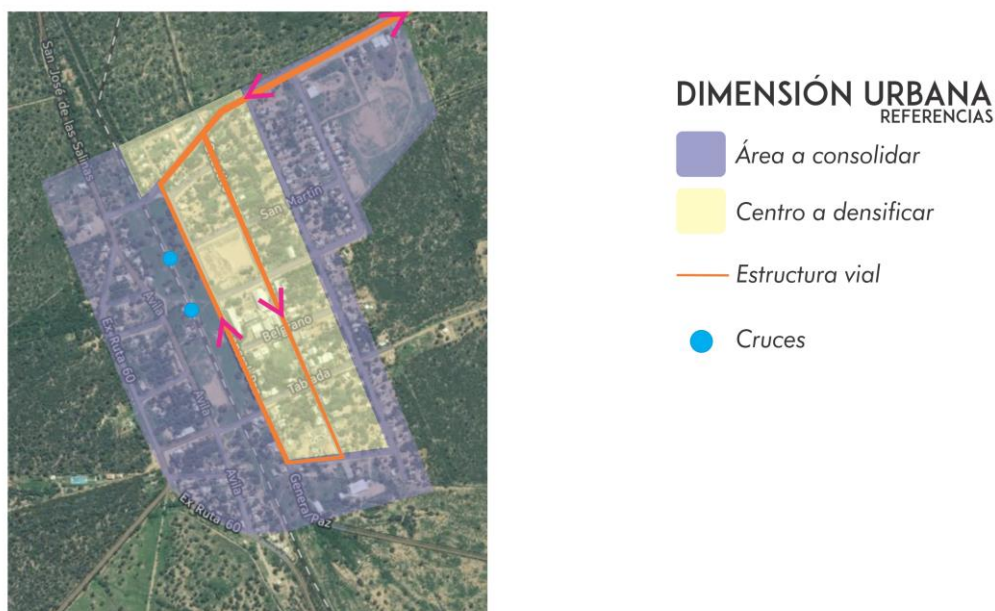 San José de las Salinas
San Martín
Avila
Ex Ruta 60
Belgrano
Tablada
Avila
Avila
General Paz
Ex Ruta 60
DIMENSIÓN URBANA
REFERENCIAS
Área a consolidar
Centro a densificar
Estructura vial
Cruces